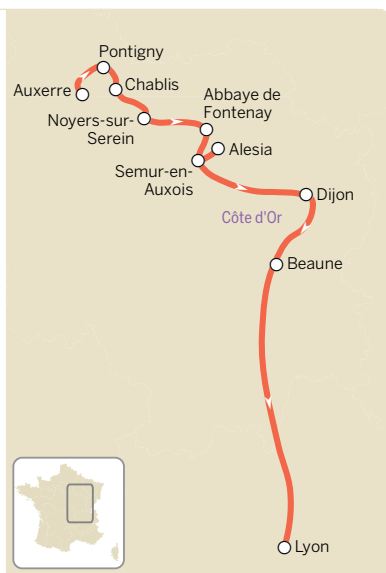 Pontigny
Auxerre
Chablis
Abbaye de
Fontenay
Noyers-sur-
Serein
Alesia
Semur-en-
Auxois
Dijon
Côte d'Or
Beaune
Lyon